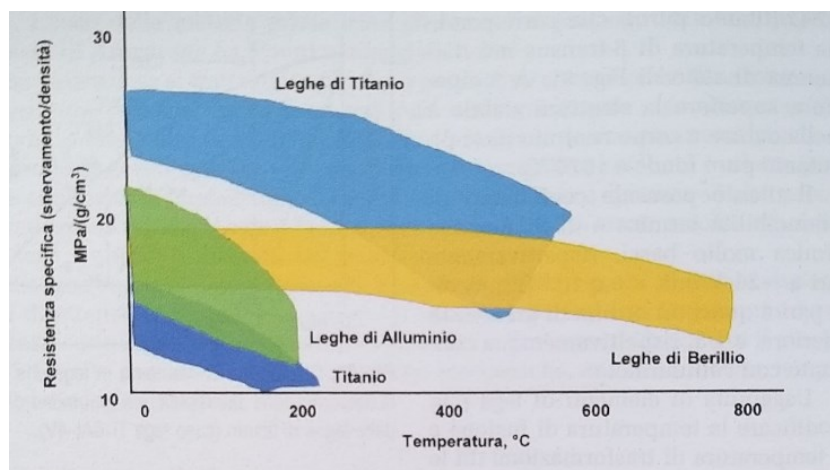 30
Leghe di Titanio
20
Resistenza specifica (snervamento/densità)
MPa/(g/cm³)
Leghe di Alluminio
Leghe di Berillio
Titanio
10
0 200 400 600 800
Temperatura, °C